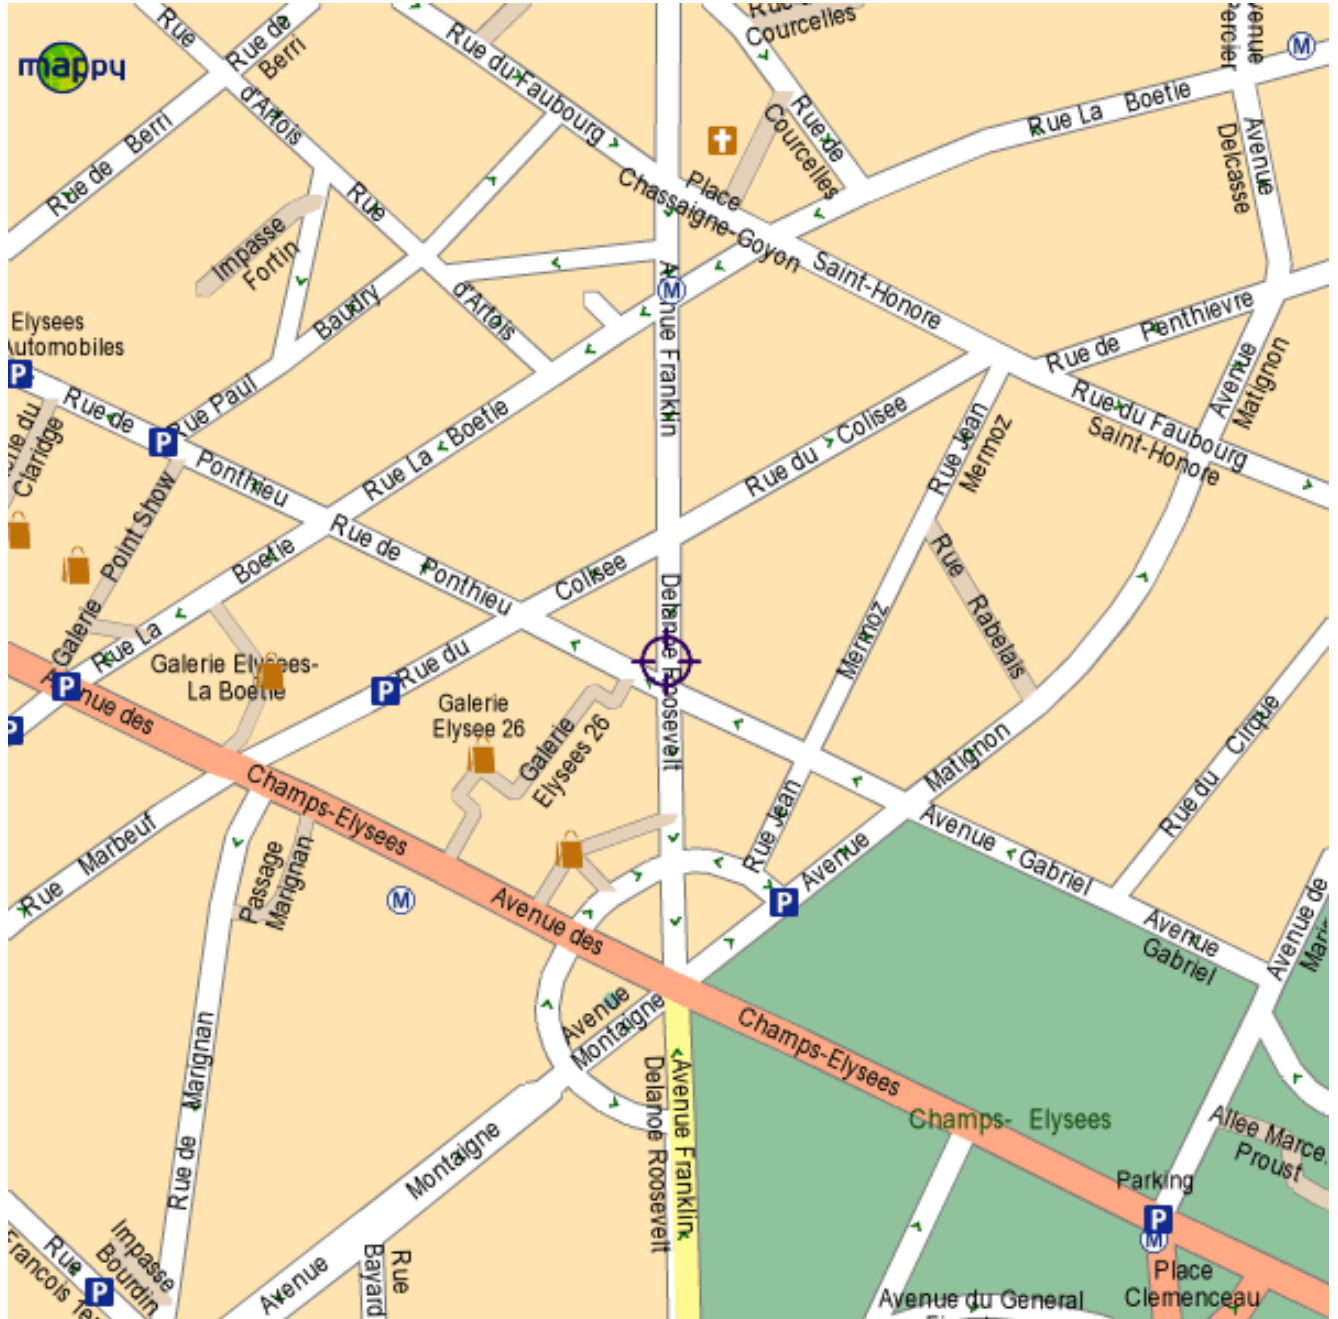 mappy
Rue
Rue de
Berri
Rue de Berri
d'Artois
Rue
d'Artois
Rue du Faubourg
Courcelles
Rue de
Courcelles
Place
Chassaigne-Goyon
Saint-Honore
Rue La Boetie
Avenue
Delcasse
Impasse
Fortin
Baudry
Rue Paul
Elysees
Automobiles
P
Rue de
Ponthieu
P
Claridge
Galerie Point Show
Rue La Boetie
Avenue Franklin
M
M
Rue du Colisee
Rue Jean
Mermoz
Rue de Penthievre
Rue du Faubourg
Saint-Honore
Avenue
Matignon
Rue de
Ponthieu
Rue La Boetie
Colisee
Rue du
P
Delanoe Roosevelt
Mermoz
Rue Rabelais
Galerie Elysees-
La Boetie
P
P
Avenue des
Champs-Elysees
Galerie
Elysee 26
Galerie
Elysees 26
Rue Jean
Avenue
Matignon
Rue du Cirque
Rue Marbeuf
Passage
Marignan
M
Avenue des
P
Avenue Gabriel
Avenue
Gabriel
Avenue de
Avenue
Montaigne
Champs-Elysees
Rue de Marignan
Avenue Franklin
Delanoe Roosevelt
Champs- Elysees
Allee Marce
Proust
Parking
P
M
Place
Clemenceau
Montaigne
Avenue
Rue
Bayard
Impasse
Bourdin
Rue
Francois
P
Avenue du General